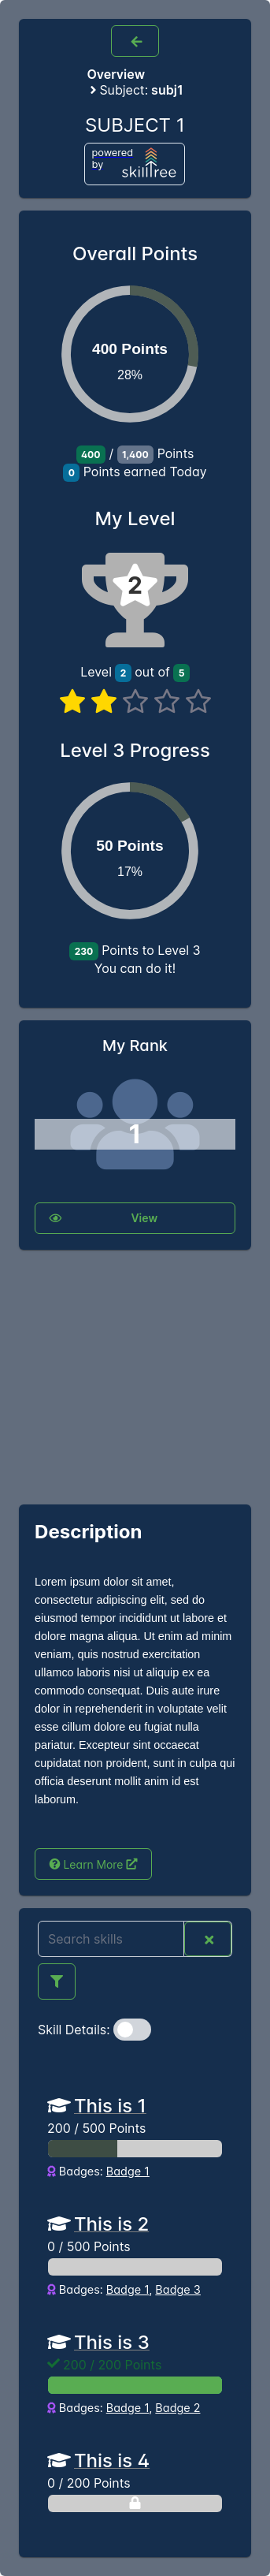 Overview
Subject: subj1
SUBJECT 1
powered
by
skilltree
Overall Points
400 Points
28%
400 / 1,400 Points
0 Points earned Today
My Level
2
Level 2 out of 5
Level 3 Progress
50 Points
17%
230 Points to Level 3
You can do it!
My Rank
1
View
Description
Lorem ipsum dolor sit amet,
consectetur adipiscing elit, sed do
eiusmod tempor incididunt ut labore et
dolore magna aliqua. Ut enim ad minim
veniam, quis nostrud exercitation
ullamco laboris nisi ut aliquip ex ea
commodo consequat. Duis aute irure
dolor in reprehenderit in voluptate velit
esse cillum dolore eu fugiat nulla
pariatur. Excepteur sint occaecat
cupidatat non proident, sunt in culpa qui
officia deserunt mollit anim id est
laborum.
Learn More
Search skills
Skill Details:
This is 1
200 / 500 Points
Badges: Badge 1
This is 2
0 / 500 Points
Badges: Badge 1, Badge 3
This is 3
200 / 200 Points
Badges: Badge 1, Badge 2
This is 4
0 / 200 Points